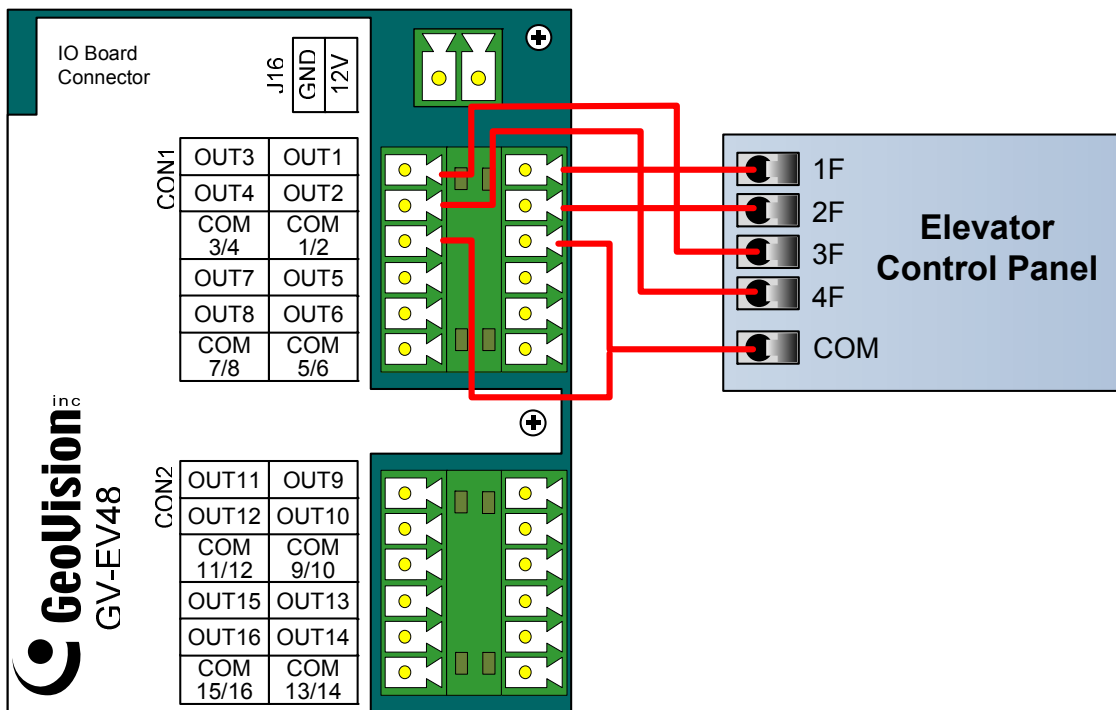 IO Board
Connector
J16
GND
12V
CON1
OUT3 OUT1
OUT4 OUT2
COM 3/4 COM 1/2
OUT7 OUT5
OUT8 OUT6
COM 7/8 COM 5/6
1F
2F
3F
4F
COM
Elevator
Control Panel
CON2
OUT11 OUT9
OUT12 OUT10
COM 11/12 COM 9/10
OUT15 OUT13
OUT16 OUT14
COM 15/16 COM 13/14
GeoVision inc
GV-EV48